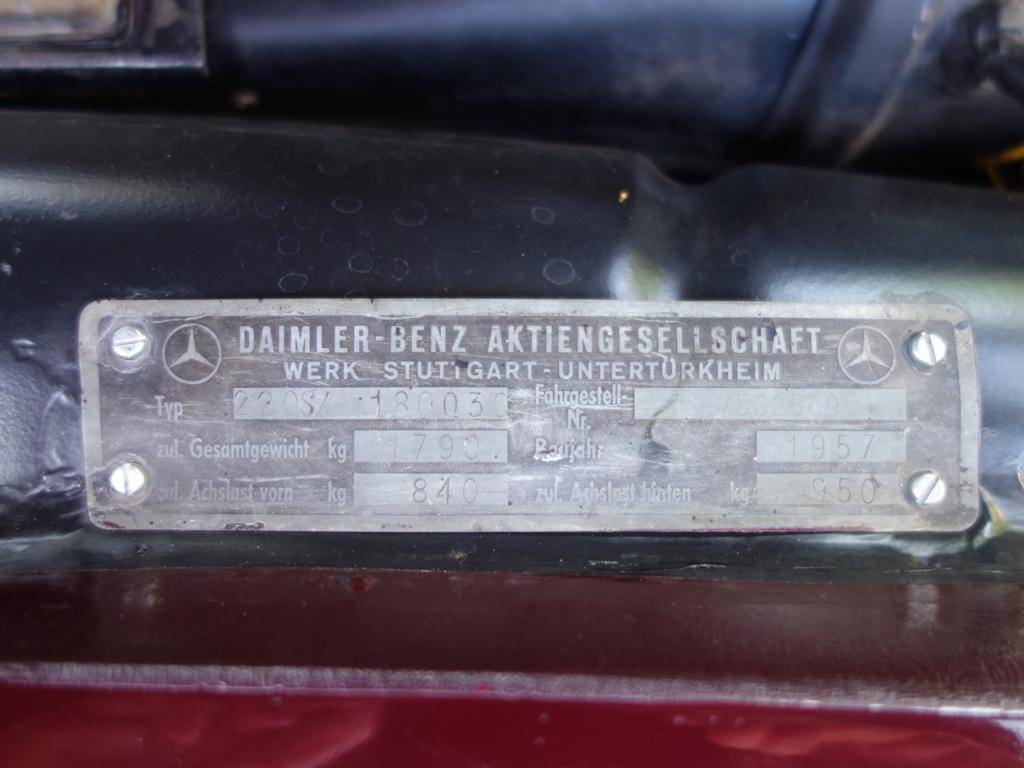 DAIMLER-BENZ AKTIENGESELLSCHAFT
WERK STUTTGART-UNTERTÜRKHEIM
Typ 220S/ 180030 Fahrgestell-Nr.
zul. Gesamtgewicht kg 1790 Baujahr 1957
zul. Achslast vorn kg 840 zul. Achslast hinten kg 950